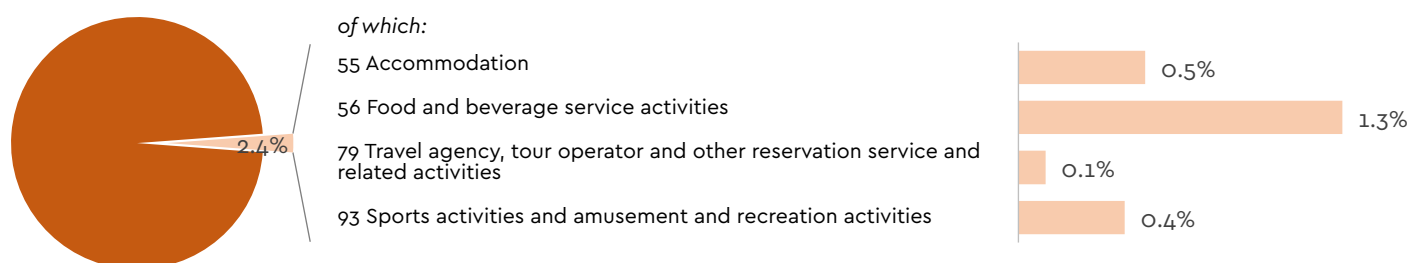 of which:
55 Accommodation
0.5%
56 Food and beverage service activities
1.3%
2.4%
79 Travel agency, tour operator and other reservation service and
related activities
0.1%
93 Sports activities and amusement and recreation activities
0.4%